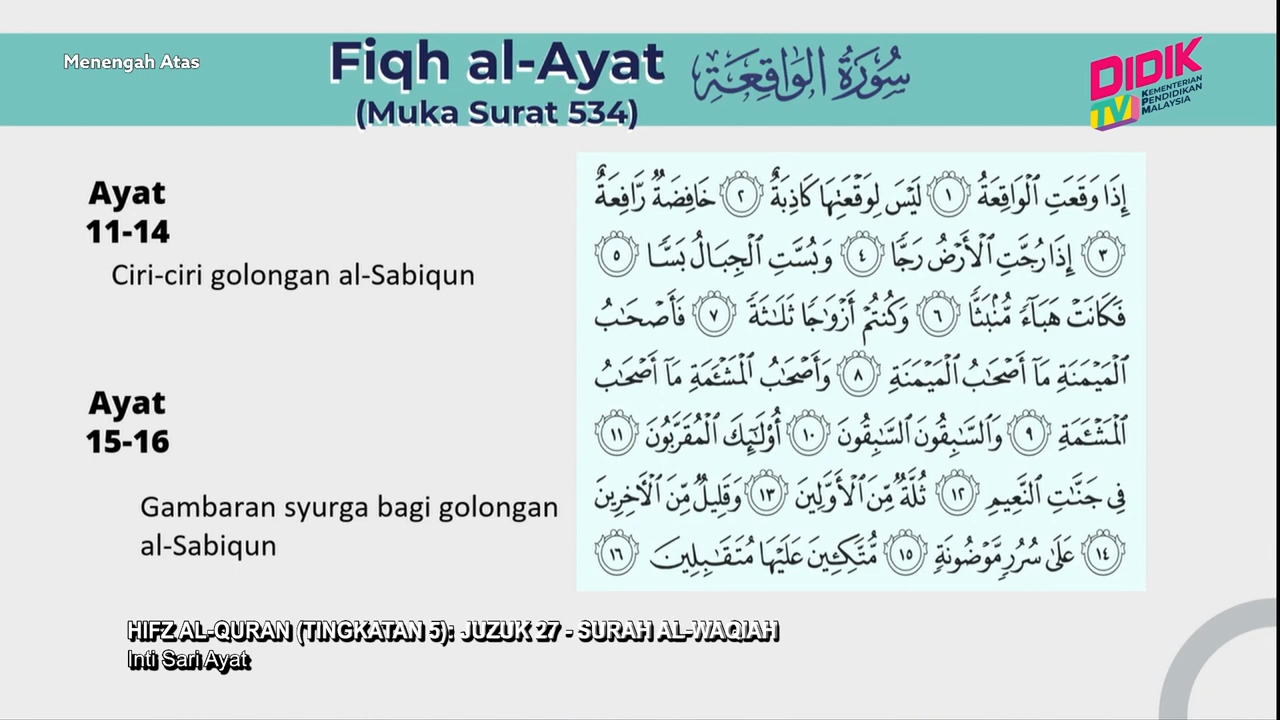 Menengah Atas
Fiqh al-Ayat
(Muka Surat 534)
سُورَةُ الوَاقِعَةِ
DIDIK
TV
KEMENTERIAN
PENDIDIKAN
MALAYSIA
Ayat
11-14
Ciri-ciri golongan al-Sabiqun
Ayat
15-16
Gambaran syurga bagi golongan
al-Sabiqun
إِذَا وَقَعَتِ ٱلْوَاقِعَةُ ١ لَيْسَ لِوَقْعَتِهَا كَاذِبَةٌ ٢ خَافِضَةٌ رَّافِعَةٌ
٣ إِذَا رُجَّتِ ٱلْأَرْضُ رَجًّا ٤ وَبُسَّتِ ٱلْجِبَالُ بَسًّا ٥
فَكَانَتْ هَبَآءً مُّنۢبَثًّا ٦ وَكُنتُمْ أَزْوَٰجًا ثَلَٰثَةً ٧ فَأَصْحَٰبُ
ٱلْمَيْمَنَةِ مَآ أَصْحَٰبُ ٱلْمَيْمَنَةِ ٨ وَأَصْحَٰبُ ٱلْمَشْـَٔمَةِ مَآ أَصْحَٰبُ
ٱلْمَشْـَٔمَةِ ٩ وَٱلسَّٰبِقُونَ ٱلسَّٰبِقُونَ ١٠ أُو۟لَٰٓئِكَ ٱلْمُقَرَّبُونَ ١١
فِى جَنَّٰتِ ٱلنَّعِيمِ ١٢ ثُلَّةٌ مِّنَ ٱلْأَوَّلِينَ ١٣ وَقَلِيلٌ مِّنَ ٱلْءَاخِرِينَ
١٤ عَلَىٰ سُرُرٍ مَّوْضُونَةٍ ١٥ مُّتَّكِـِٔينَ عَلَيْهَا مُتَقَٰبِلِينَ ١٦
HIFZ AL-QURAN (TINGKATAN 5): JUZUK 27 - SURAH AL-WAQIAH
Inti Sari Ayat